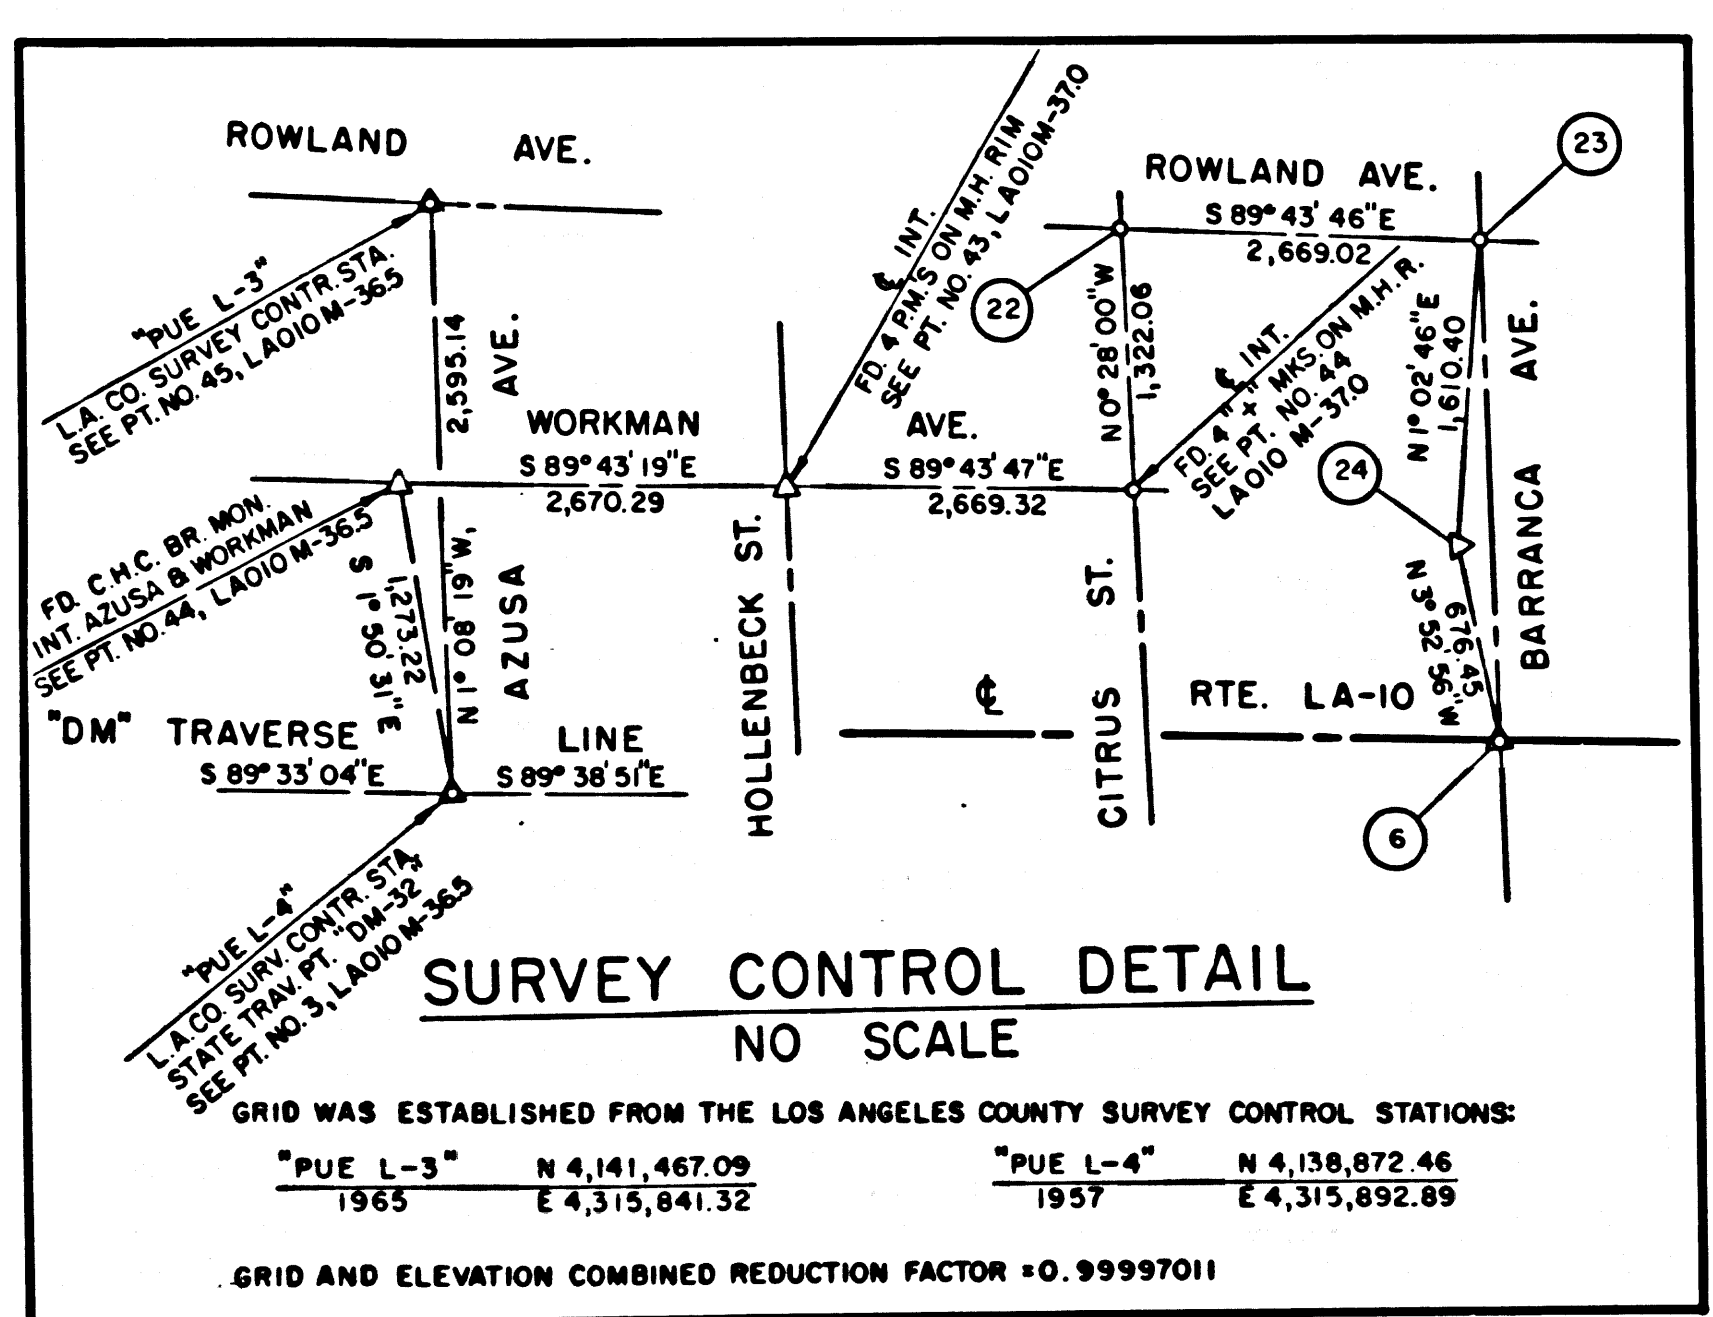 ROWLAND AVE.
"PUE L-3"
L.A. CO. SURVEY CONTR. STA.
SEE PT. NO. 45, LA010 M-36.5
2,595.14
AVE.
℄ INT.
FD. 4 P.M.'S ON M.H. RIM
SEE PT. NO. 43, LA010M-37.0
23
ROWLAND AVE.
S 89° 43' 46"E
2,669.02
22
N 0° 28' 00"W
1,322.06
℄ INT.
FD. 4 "x" MKS. ON M.H.R.
SEE PT. NO. 44
LA010 M-37.0
N 1° 02' 46"E
1,610.40
AVE.
BARRANCA
24
WORKMAN AVE.
S 89° 43' 19"E
2,670.29
S 89° 43' 47"E
2,669.32
FD. C.H.C. BR. MON.
INT. AZUSA & WORKMAN
SEE PT. NO. 44, LA010 M-36.5
S 1° 50' 31"E
1,273.22
N 1° 08' 19"W,
AZUSA
HOLLENBECK ST.
CITRUS ST.
N 3° 52' 56"W
676.45
℄ RTE. LA-10
6
"DM" TRAVERSE LINE
S 89° 33' 04"E
S 89° 38' 51"E
"PUE L-4"
L.A.CO. SURV. CONTR. STA.
STATE TRAV. PT. "DM-32"
SEE PT. NO. 3, LA010 M-36.5
SURVEY CONTROL DETAIL
NO SCALE
GRID WAS ESTABLISHED FROM THE LOS ANGELES COUNTY SURVEY CONTROL STATIONS:
"PUE L-3" N 4,141,467.09
1965 E 4,315,841.32
"PUE L-4" N 4,138,872.46
1957 E 4,315,892.89
GRID AND ELEVATION COMBINED REDUCTION FACTOR = 0.99997011